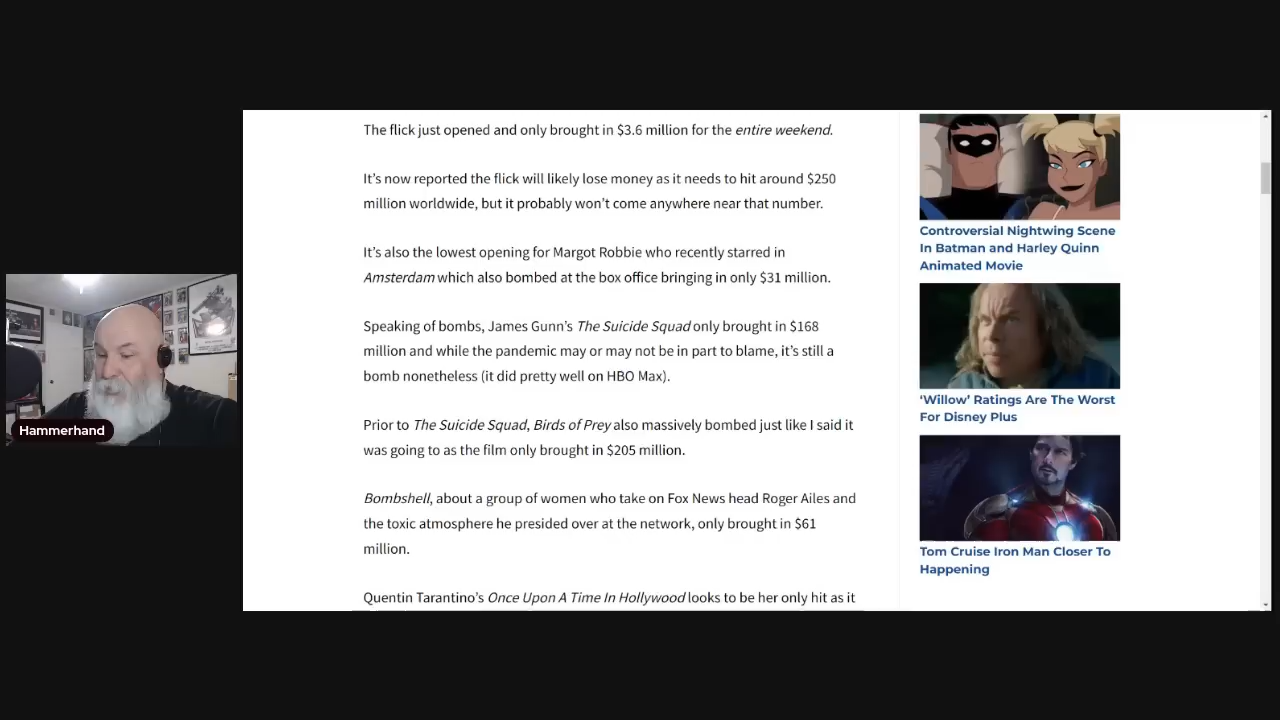 The flick just opened and only brought in $3.6 million for the entire weekend.
It’s now reported the flick will likely lose money as it needs to hit around $250
million worldwide, but it probably won’t come anywhere near that number.
It’s also the lowest opening for Margot Robbie who recently starred in
Amsterdam which also bombed at the box office bringing in only $31 million.
Speaking of bombs, James Gunn’s The Suicide Squad only brought in $168
million and while the pandemic may or may not be in part to blame, it’s still a
bomb nonetheless (it did pretty well on HBO Max).
Prior to The Suicide Squad, Birds of Prey also massively bombed just like I said it
was going to as the film only brought in $205 million.
Bombshell, about a group of women who take on Fox News head Roger Ailes and
the toxic atmosphere he presided over at the network, only brought in $61
million.
Quentin Tarantino’s Once Upon A Time In Hollywood looks to be her only hit as it
Controversial Nightwing Scene
In Batman and Harley Quinn
Animated Movie
‘Willow’ Ratings Are The Worst
For Disney Plus
Tom Cruise Iron Man Closer To
Happening
Hammerhand